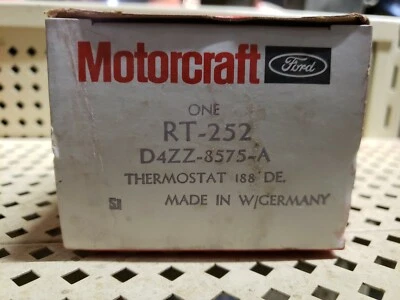 Motorcraft Ford
ONE
RT-252
D4ZZ-8575-A
THERMOSTAT 188° DE.
MADE IN W/GERMANY